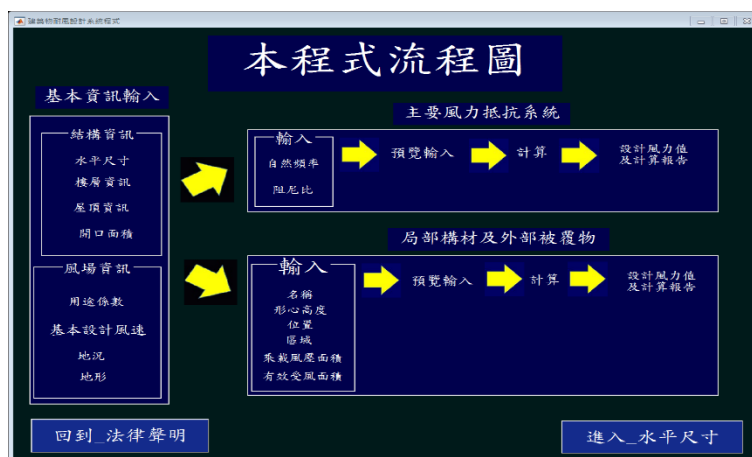 建築物耐風設計系統程式
本程式流程圖
基本資訊輸入
結構資訊
水平尺寸
樓層資訊
屋頂資訊
開口面積
風場資訊
用途係數
基本設計風速
地況
地形
主要風力抵抗系統
輸入
自然頻率
阻尼比
預覽輸入
計算
設計風力值
及計算報告
局部構材及外部被覆物
輸入
名稱
形心高度
位置
區域
乘載風壓面積
有效受風面積
預覽輸入
計算
設計風力值
及計算報告
回到_法律聲明
進入_水平尺寸